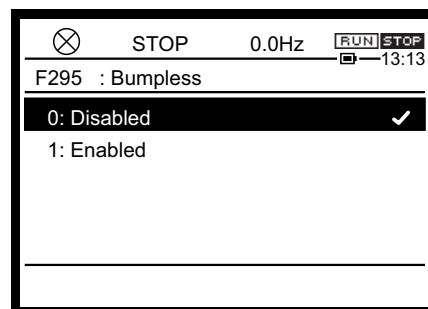 STOP 0.0Hz RUN STOP
13:13
F295 : Bumpless
0: Disabled
1: Enabled